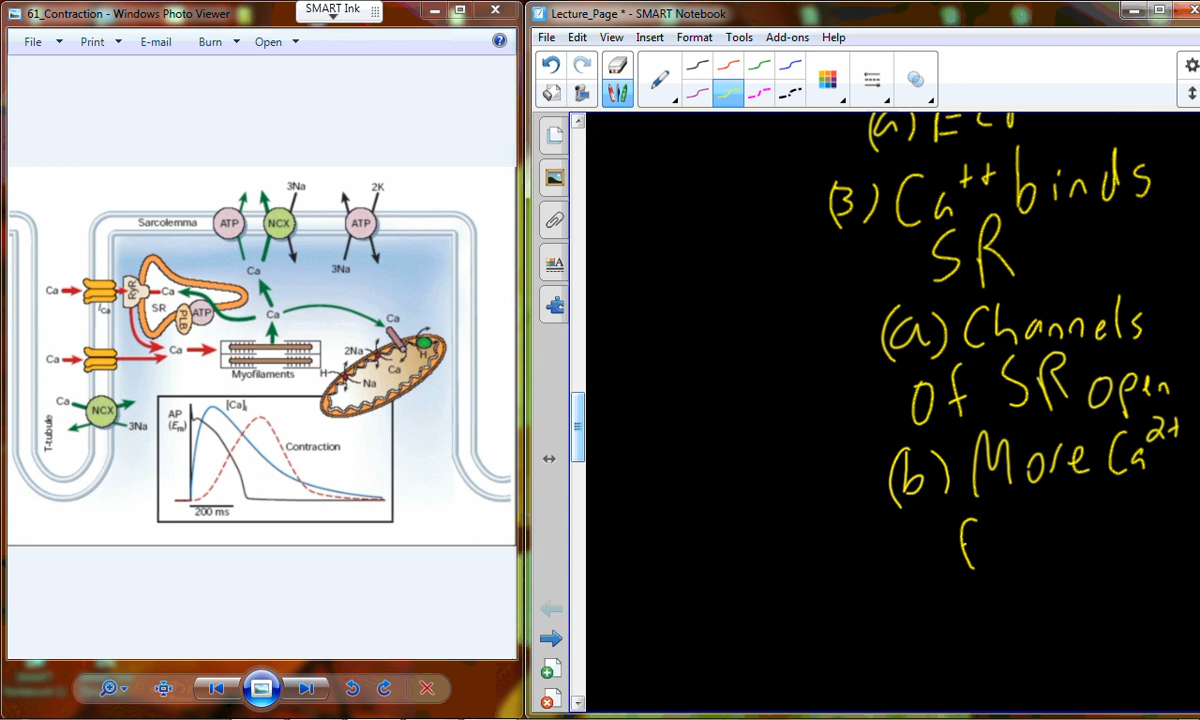 61_Contraction - Windows Photo Viewer
SMART Ink
File Print E-mail Burn Open
3Na
2K
Sarcolemma
ATP
NCX
ATP
Ca
3Na
Ca
RyR
Ca
ICa
SR
PLB
ATP
Ca
Ca
Ca
Ca
Myofilaments
2Na
H
Ca
H
Na
Ca
NCX
3Na
T-tubule
AP
(Em)
[Ca]i
Contraction
200 ms
Lecture_Page * - SMART Notebook
File Edit View Insert Format Tools Add-ons Help
(3) Ca++ binds
SR
(a) Channels
of SR open
(b) More Ca2+